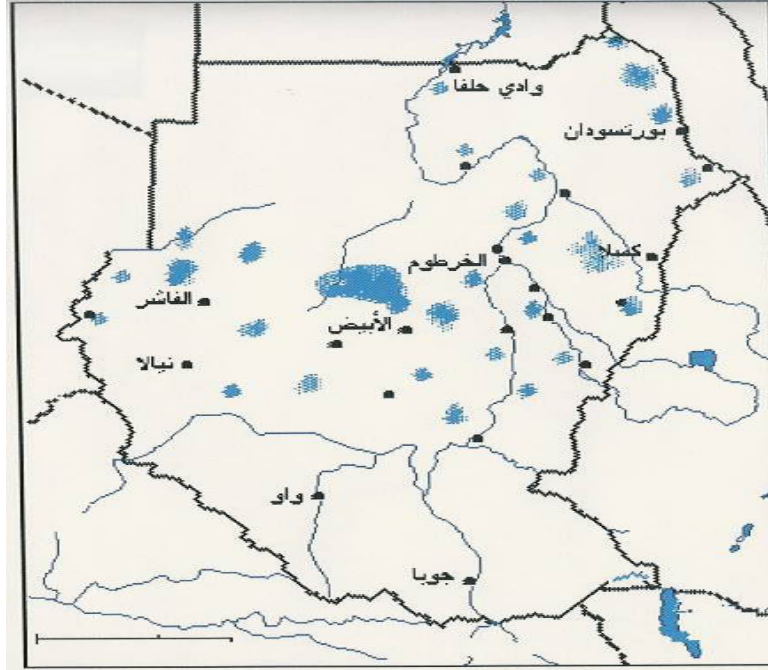 وادي حلفا
بورتسودان
كسلا
الخرطوم
الفاشر
الأبيض
نيالا
واو
جوبا